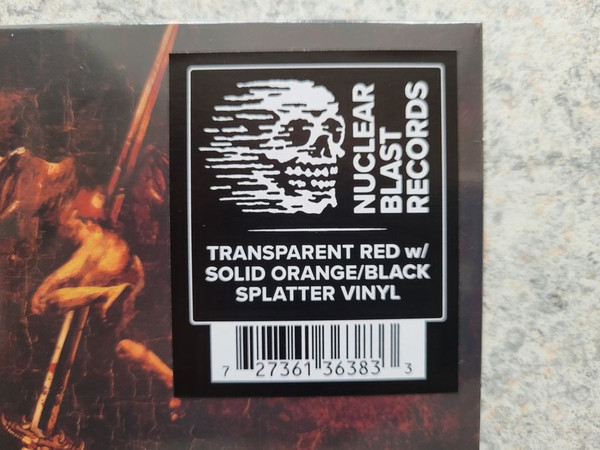 NUCLEAR
BLAST
RECORDS
TRANSPARENT RED w/
SOLID ORANGE/BLACK
SPLATTER VINYL
7 27361 36383 3